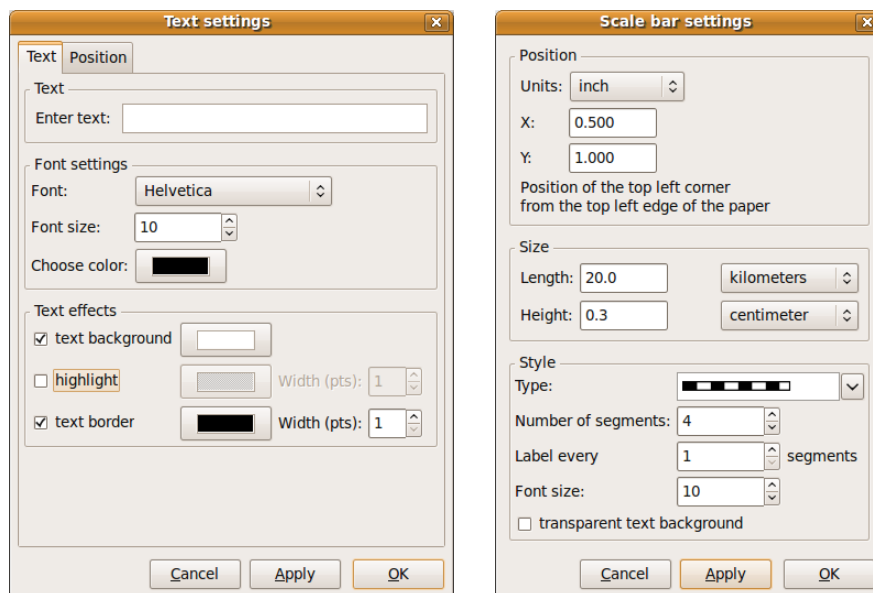 Text settings
Text Position
Text
Enter text:
Font settings
Font: Helvetica
Font size: 10
Choose color:
Text effects
text background
highlight Width (pts): 1
text border Width (pts): 1
Cancel Apply OK
Scale bar settings
Position
Units: inch
X: 0.500
Y: 1.000
Position of the top left corner
from the top left edge of the paper
Size
Length: 20.0 kilometers
Height: 0.3 centimeter
Style
Type:
Number of segments: 4
Label every 1 segments
Font size: 10
transparent text background
Cancel Apply OK